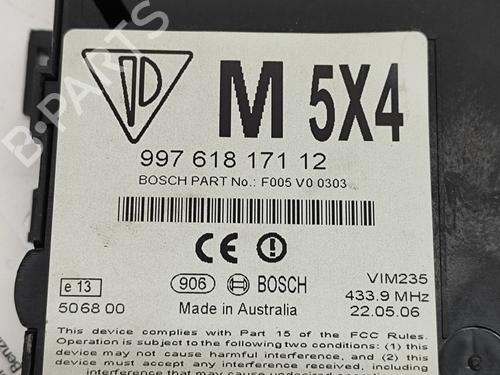 M 5X4
997 618 171 12
BOSCH PART No.: F005 V0 0303
CE
e 13
906
BOSCH
VIM235
506800
Made in Australia
433.9 MHz
22.05.06
This device complies with Part 15 of the FCC Rules.
Operation is subject to the following two conditions: (1) this
device may not cause harmful interference, and (2) this
device must accept any interference received, including
B-PARTS
Benz